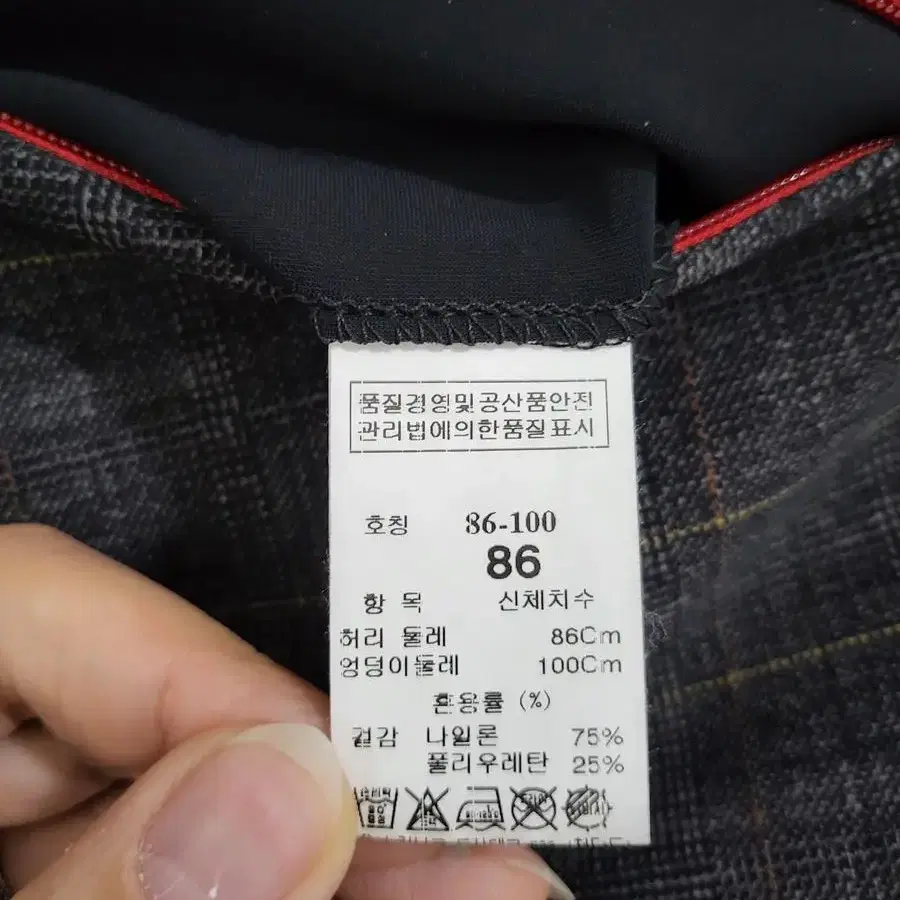 품질경영및공산품안전
관리법에의한품질표시
호칭 86-100
86
항 목 신체치수
허리 둘레 86Cm
엉덩이둘레 100Cm
혼용률 (%)
겉감 나일론 75%
폴리우레탄 25%